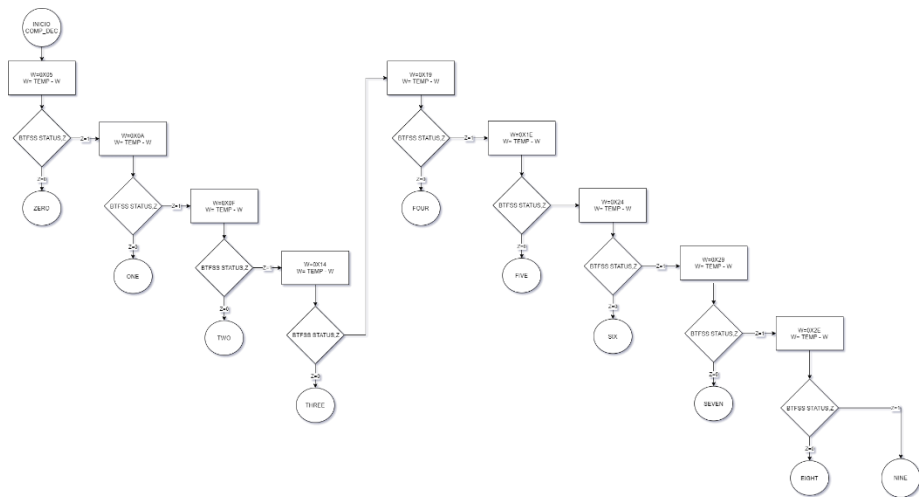 INICIO
COMP_DEC
W=0X05
W= TEMP - W
BTFSS STATUS,Z
Z=1
Z=0
ZERO
W=0X0A
W= TEMP - W
BTFSS STATUS,Z
Z=1
Z=0
ONE
W=0X0F
W= TEMP - W
BTFSS STATUS,Z
Z=1
Z=0
TWO
W=0X14
W= TEMP - W
BTFSS STATUS,Z
Z=0
THREE
W=0X19
W= TEMP - W
BTFSS STATUS,Z
Z=1
Z=0
FOUR
W=0X1E
W= TEMP - W
BTFSS STATUS,Z
Z=0
FIVE
W=0X24
W= TEMP - W
BTFSS STATUS,Z
Z=1
Z=0
SIX
W=0X29
W= TEMP - W
BTFSS STATUS,Z
Z=1
Z=0
SEVEN
W=0X2E
W= TEMP - W
BTFSS STATUS,Z
Z=1
Z=0
EIGHT
NINE